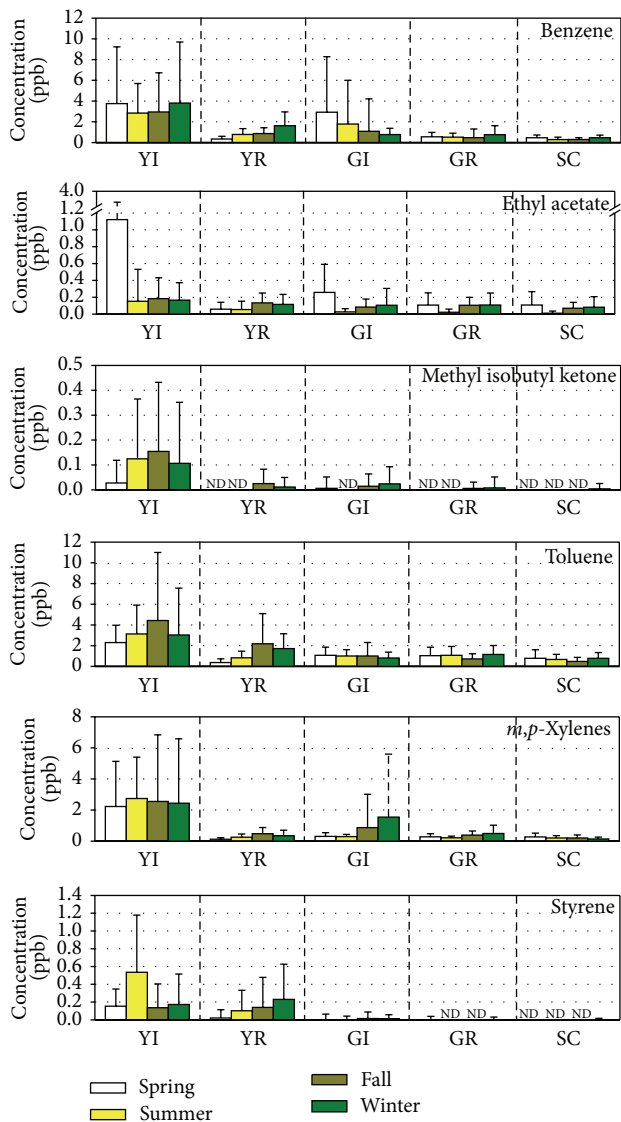 Benzene
Concentration
(ppb)
12
10
8
6
4
2
0
YI YR GI GR SC
Ethyl acetate
Concentration
(ppb)
4.0
1.2
1.0
0.8
0.6
0.4
0.2
0.0
YI YR GI GR SC
Methyl isobutyl ketone
Concentration
(ppb)
0.5
0.4
0.3
0.2
0.1
0.0
ND ND ND ND ND ND ND ND
YI YR GI GR SC
Toluene
Concentration
(ppb)
12
10
8
6
4
2
0
YI YR GI GR SC
m,p-Xylenes
Concentration
(ppb)
8
6
4
2
0
YI YR GI GR SC
Styrene
Concentration
(ppb)
1.4
1.2
1.0
0.8
0.6
0.4
0.2
0.0
ND ND ND ND ND
YI YR GI GR SC
Spring
Summer
Fall
Winter